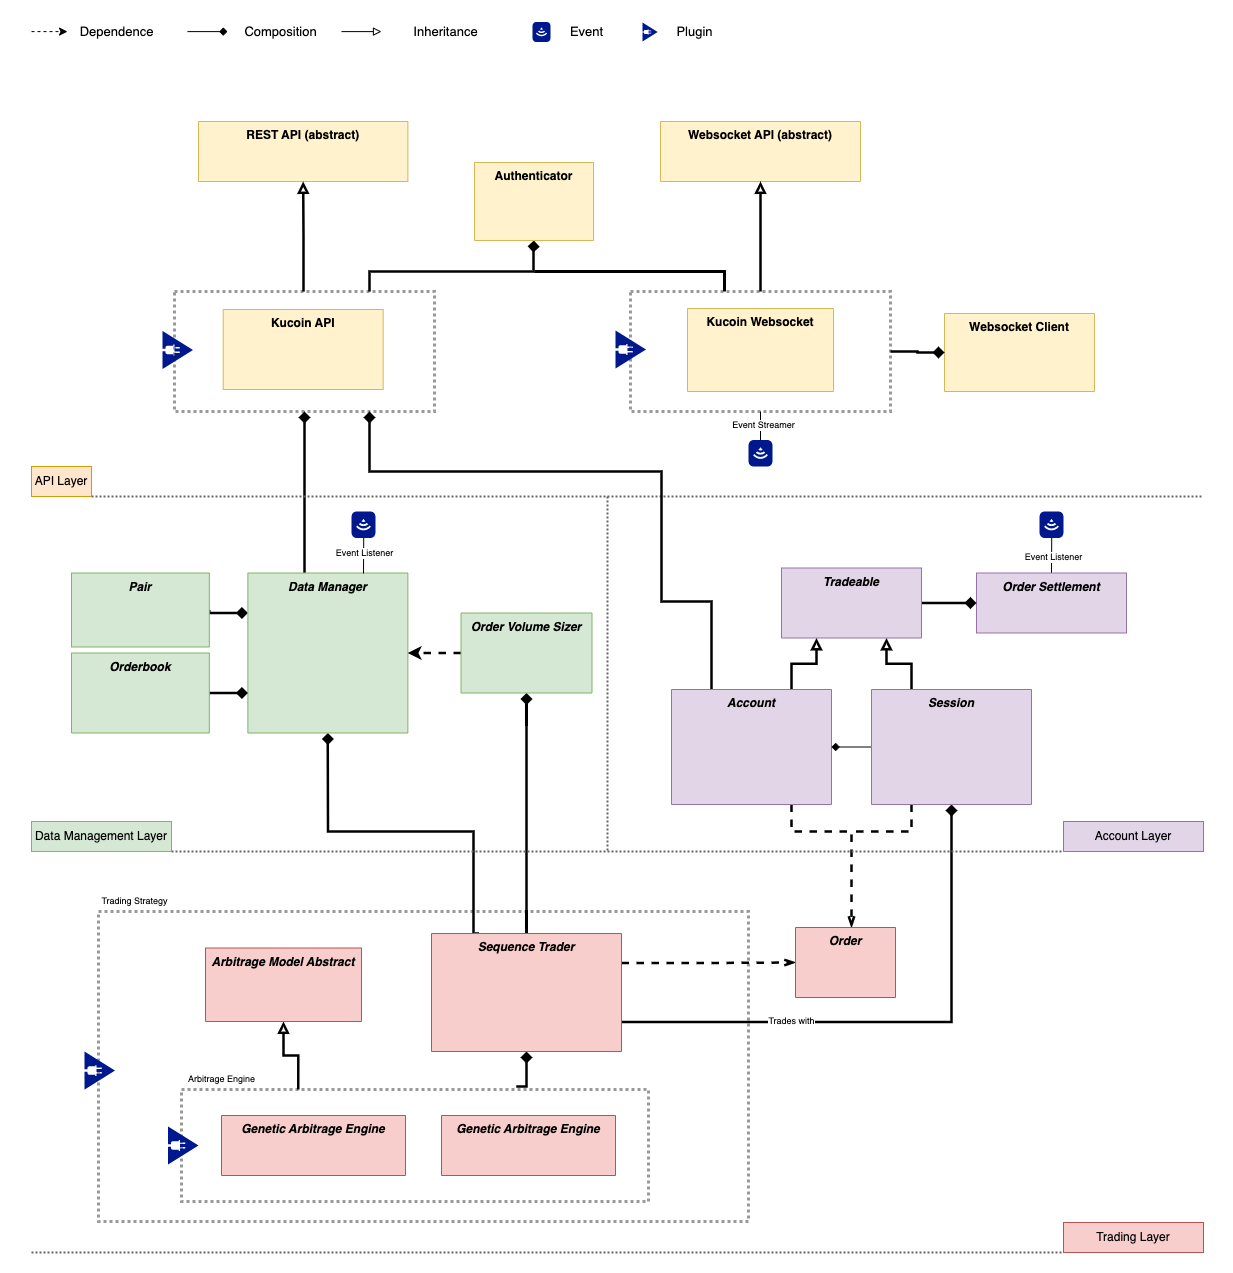 Dependence
Composition
Inheritance
Event
Plugin
REST API (abstract)
Websocket API (abstract)
Authenticator
Kucoin API
Kucoin Websocket
Websocket Client
Event Streamer
API Layer
Event Listener
Event Listener
Pair
Data Manager
Tradeable
Order Settlement
Order Volume Sizer
Orderbook
Account
Session
Data Management Layer
Account Layer
Trading Strategy
Sequence Trader
Order
Arbitrage Model Abstract
Trades with
Arbitrage Engine
Genetic Arbitrage Engine
Genetic Arbitrage Engine
Trading Layer